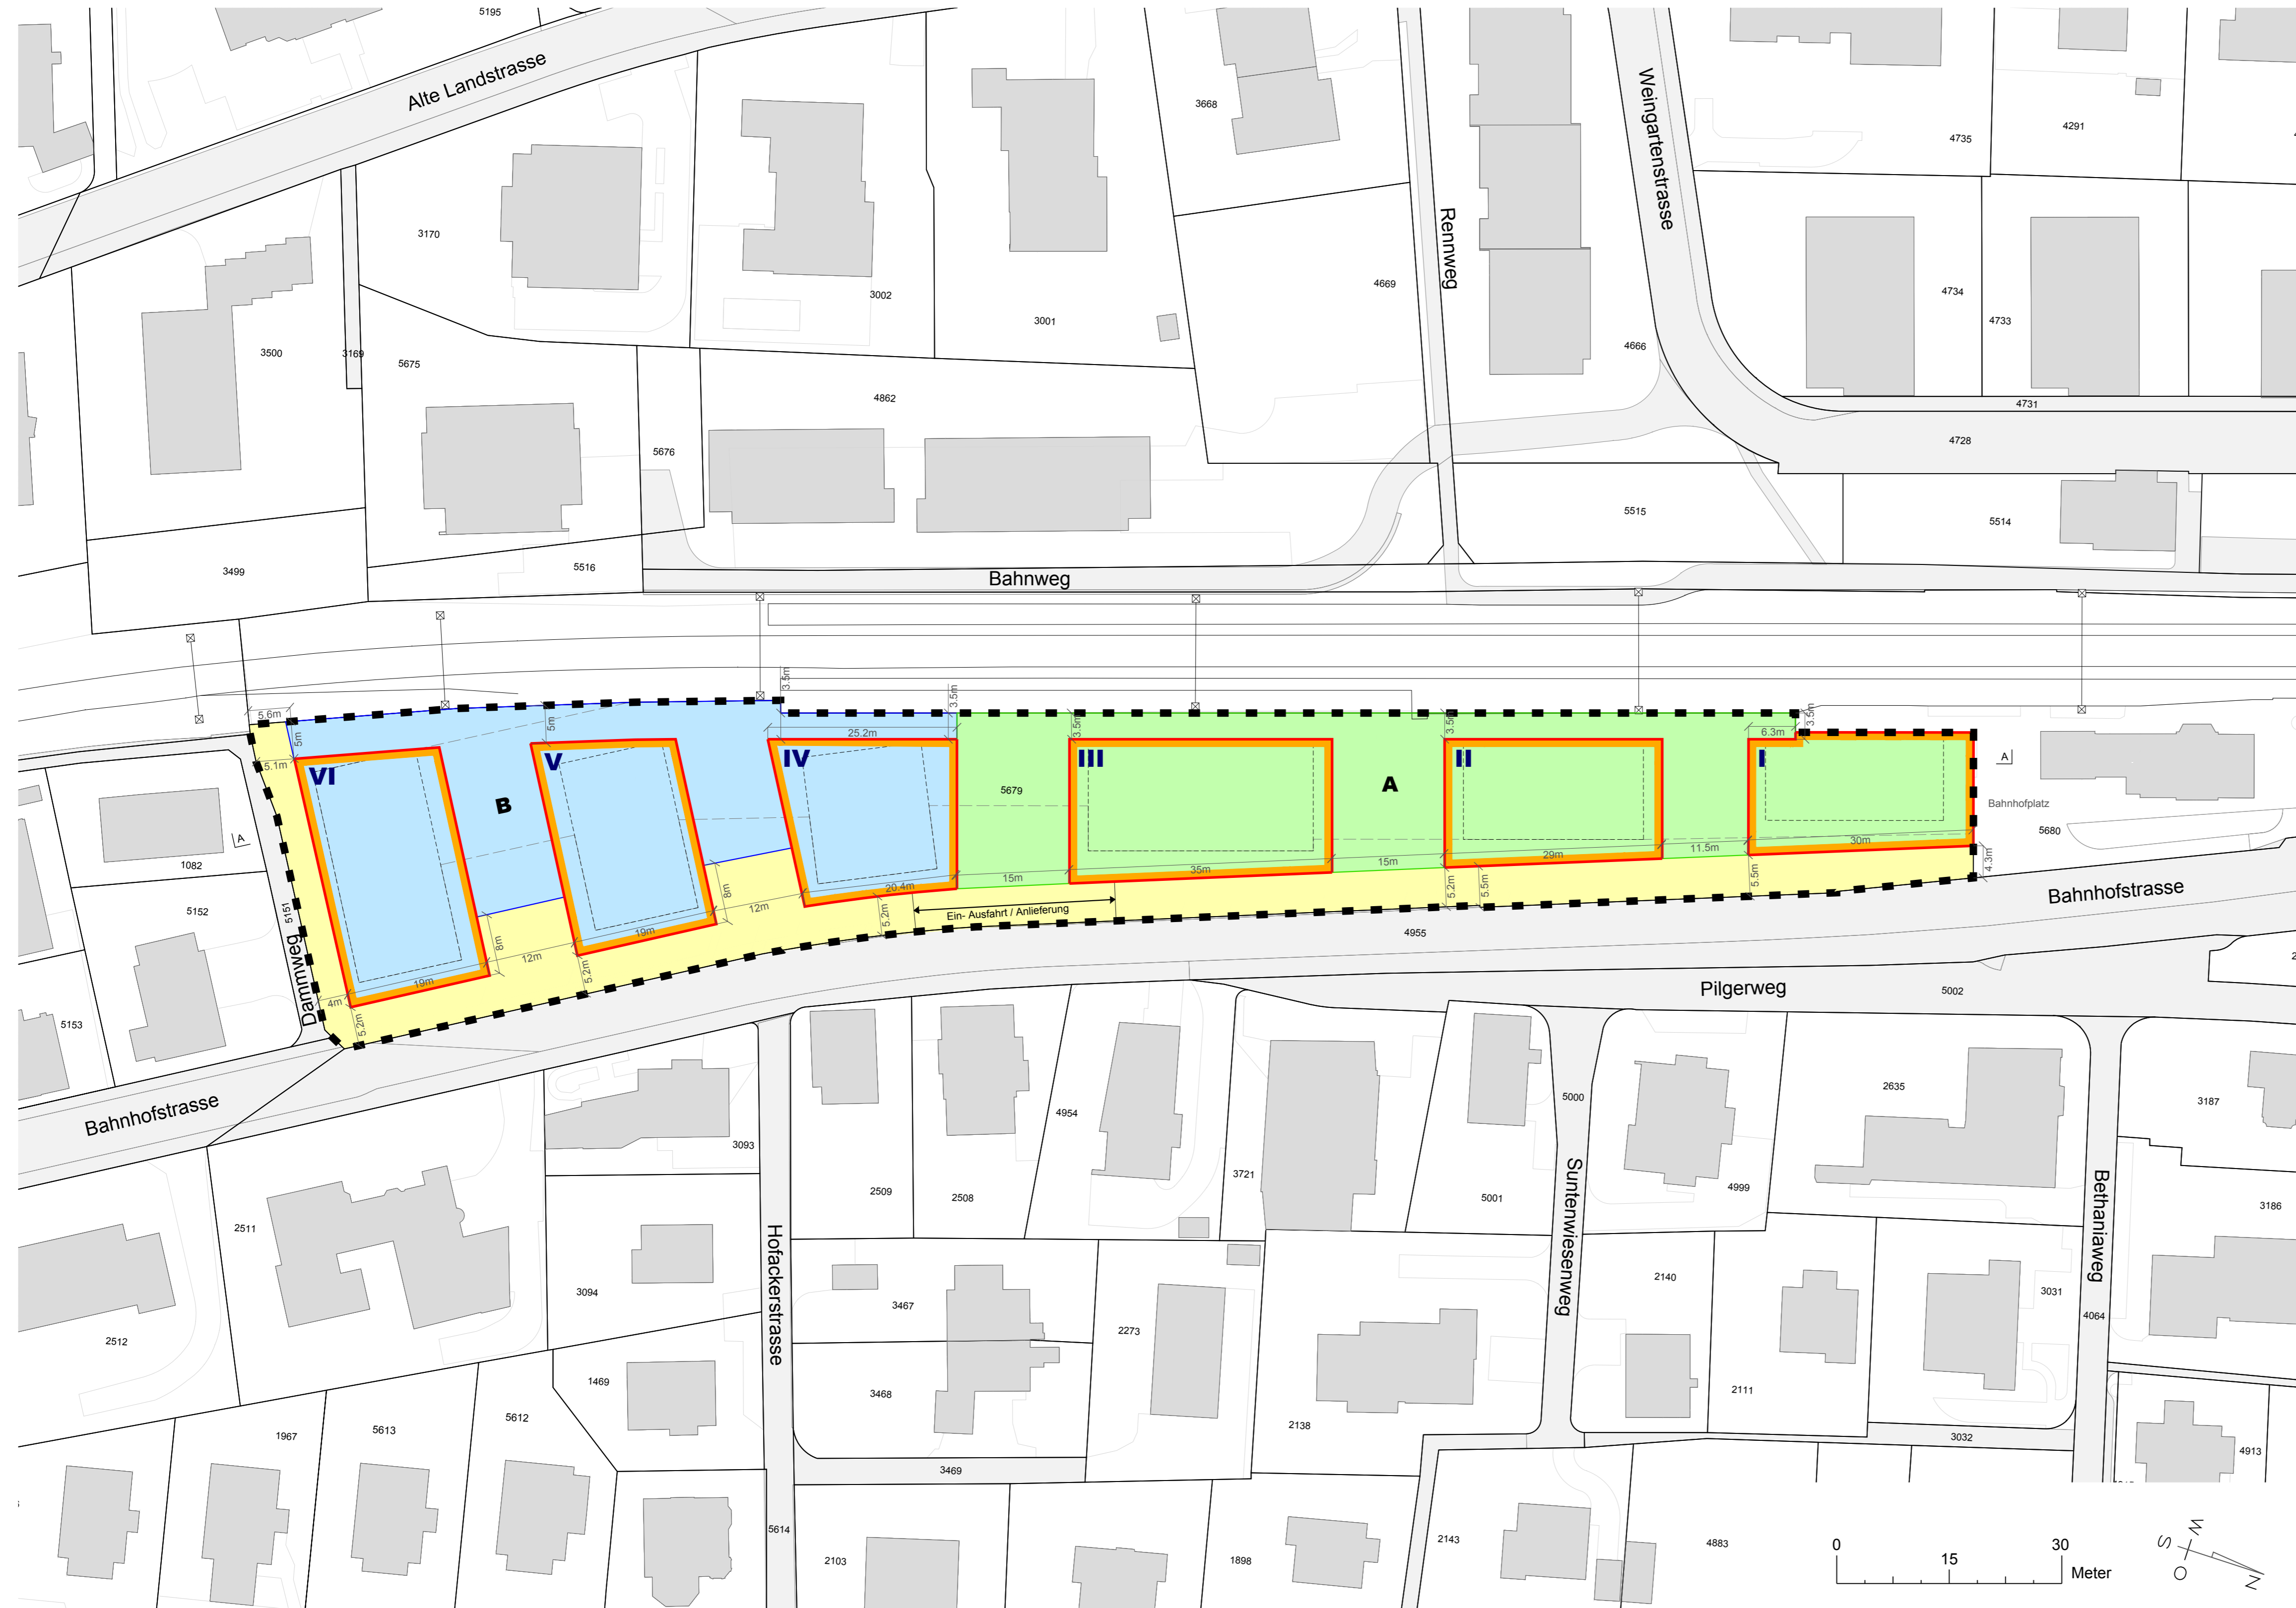 5195
Alte Landstrasse
3668
Weingartenstrasse
4735
4291
3170
Rennweg
3002
3001
4669
4734
4733
3500
3169
5675
4666
4862
4731
4728
5676
5515
5514
3499
5516
Bahnweg
3.5m
3.5m
5.6m
5m
5m
5.1m
25.2m
3.5m
3.5m
6.3m
3.5m
VI
V
IV
III
II
I
B
A
5679
A
A
Bahnhofplatz
5680
1082
5152
5151
Dammweg
5153
8m
12m
19m
8m
12m
19m
4m
5.2m
5.2m
20.4m
5.2m
15m
35m
15m
29m
11.5m
30m
5.2m
5.5m
5.5m
4.3m
Ein- Ausfahrt / Anlieferung
Bahnhofstrasse
4955
Pilgerweg
5002
Bahnhofstrasse
3093
2509
2508
4954
3721
5001
5000
4999
2635
3187
3186
2511
2512
3094
Hofackerstrasse
3467
3468
2273
Suntenwiesenweg
2140
3031
Bethaniaweg
4064
1469
2138
2111
1967
5613
5612
3469
3032
4913
5614
2103
1898
2143
4883
0
15
30
Meter
S
W
O
N